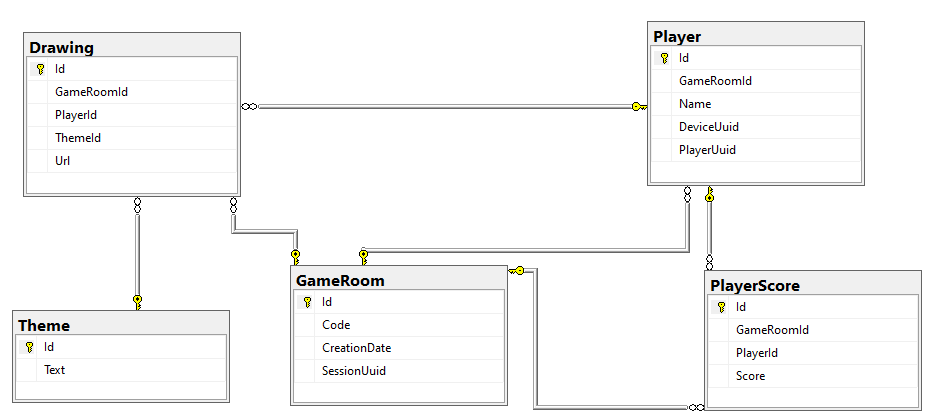 Drawing
Id
GameRoomId
PlayerId
ThemeId
Url
Player
Id
GameRoomId
Name
DeviceUuid
PlayerUuid
Theme
Id
Text
GameRoom
Id
Code
CreationDate
SessionUuid
PlayerScore
Id
GameRoomId
PlayerId
Score